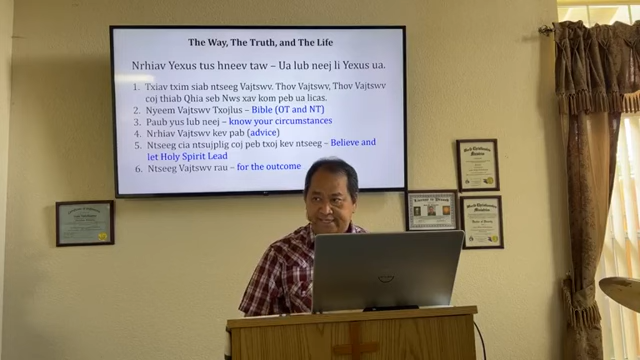 The Way, The Truth, and The Life
Nrhiav Yexus tus hneev taw – Ua lub neej li Yexus ua.
1. Txiav txim siab ntseeg Vajtswv. Thov Vajtswv, Thov Vajtswv
coj thiab Qhia seb Nws xav kom peb ua licas.
2. Nyeem Vajtswv Txojlus – Bible (OT and NT)
3. Paub yus lub neej – know your circumstances
4. Nrhiav Vajtswv kev pab (advice)
5. Ntseeg cia ntsujplig coj peb txoj kev ntseeg – Believe and
let Holy Spirit Lead
6. Ntseeg Vajtswv rau – for the outcome
DELL